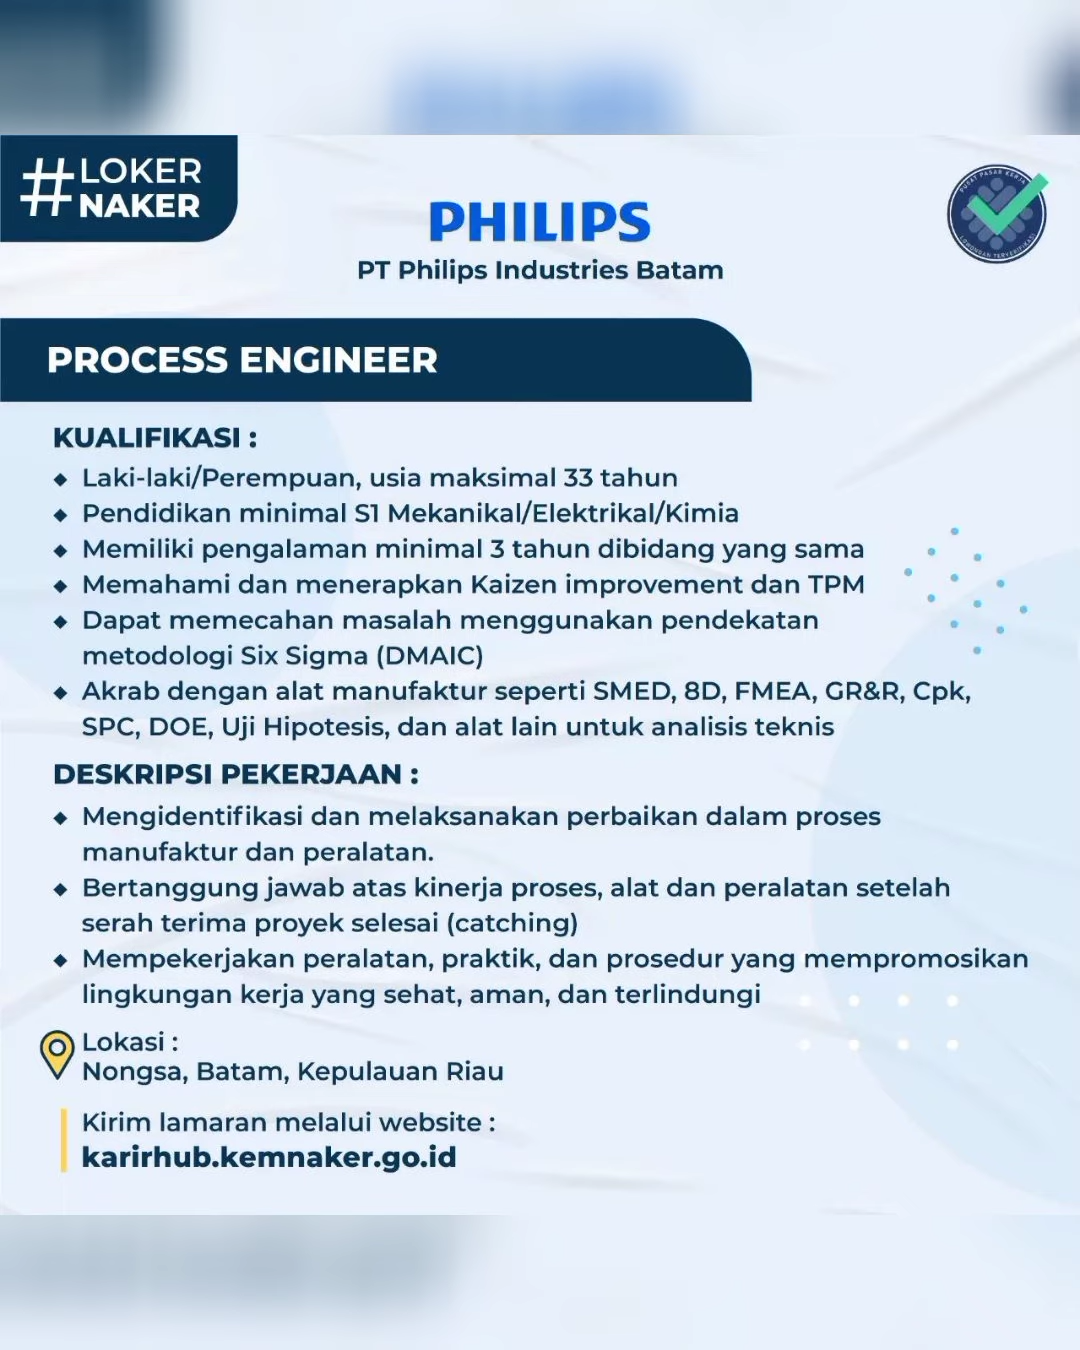 #LOKER
NAKER
PUSAT PASAR KERJA
LOWONGAN TERVERIFIKASI
PHILIPS
PT Philips Industries Batam
PROCESS ENGINEER
KUALIFIKASI :
◆ Laki-laki/Perempuan, usia maksimal 33 tahun
◆ Pendidikan minimal S1 Mekanikal/Elektrikal/Kimia
◆ Memiliki pengalaman minimal 3 tahun dibidang yang sama
◆ Memahami dan menerapkan Kaizen improvement dan TPM
◆ Dapat memecahan masalah menggunakan pendekatan
metodologi Six Sigma (DMAIC)
◆ Akrab dengan alat manufaktur seperti SMED, 8D, FMEA, GR&R, Cpk,
SPC, DOE, Uji Hipotesis, dan alat lain untuk analisis teknis
DESKRIPSI PEKERJAAN :
◆ Mengidentifikasi dan melaksanakan perbaikan dalam proses
manufaktur dan peralatan.
◆ Bertanggung jawab atas kinerja proses, alat dan peralatan setelah
serah terima proyek selesai (catching)
◆ Mempekerjakan peralatan, praktik, dan prosedur yang mempromosikan
lingkungan kerja yang sehat, aman, dan terlindungi
Lokasi :
Nongsa, Batam, Kepulauan Riau
Kirim lamaran melalui website :
karirhub.kemnaker.go.id